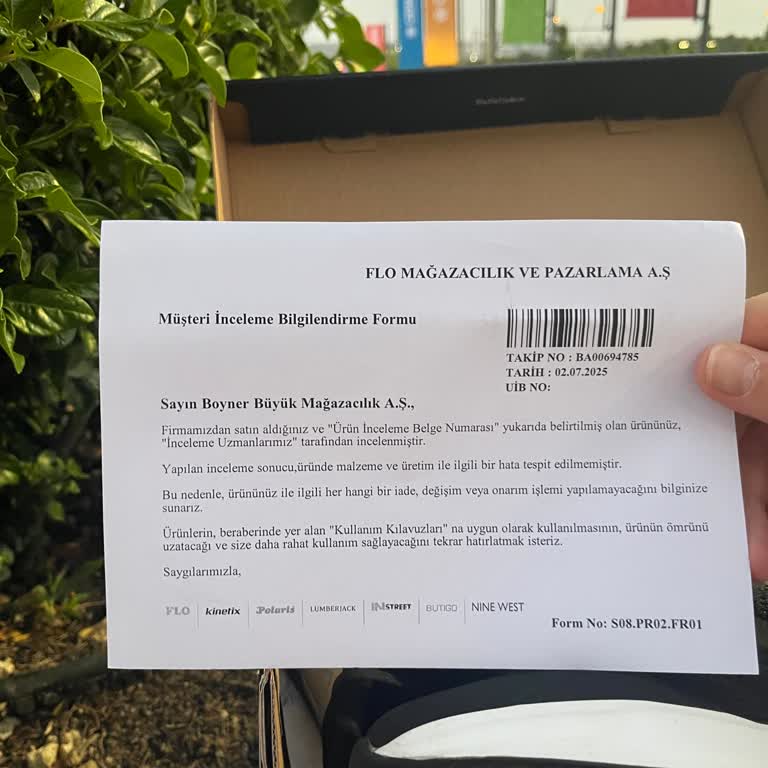 FLO MAĞAZACILIK VE PAZARLAMA A.Ş
Müşteri İnceleme Bilgilendirme Formu
TAKİP NO : BA00694785
TARİH : 02.07.2025
UİB NO:
Sayın Boyner Büyük Mağazacılık A.Ş.,
Firmamızdan satın aldığınız ve "Ürün İnceleme Belge Numarası" yukarıda belirtilmiş olan ürününüz,
"İnceleme Uzmanlarımız" tarafından incelenmiştir.
Yapılan inceleme sonucu,üründe malzeme ve üretim ile ilgili bir hata tespit edilmemiştir.
Bu nedenle, ürününüz ile ilgili her hangi bir iade, değişim veya onarım işlemi yapılamayacağını bilginize
sunarız.
Ürünlerin, beraberinde yer alan "Kullanım Kılavuzları" na uygun olarak kullanılmasının, ürünün ömrünü
uzatacağı ve size daha rahat kullanım sağlayacağını tekrar hatırlatmak isteriz.
Saygılarımızla,
FLO kinetix Polaris LUMBERJACK INSTREET BUTIGO NINE WEST
Form No: S08.PR02.FR01